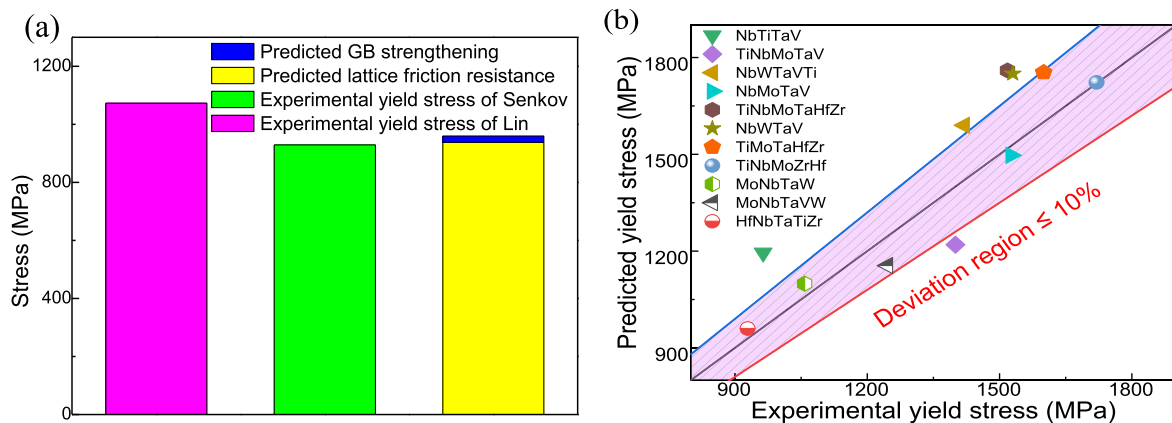 (a)
Stress (MPa)
1200
800
400
0
Predicted GB strengthening
Predicted lattice friction resistance
Experimental yield stress of Senkov
Experimental yield stress of Lin
(b)
Predicted yield stress (MPa)
1800
1500
1200
900
NbTiTaV
TiNbMoTaV
NbWTaVTi
NbMoTaV
TiNbMoTaHfZr
NbWTaV
TiMoTaHfZr
TiNbMoZrHf
MoNbTaW
MoNbTaVW
HfNbTaTiZr
Deviation region ≤ 10%
900 1200 1500 1800
Experimental yield stress (MPa)